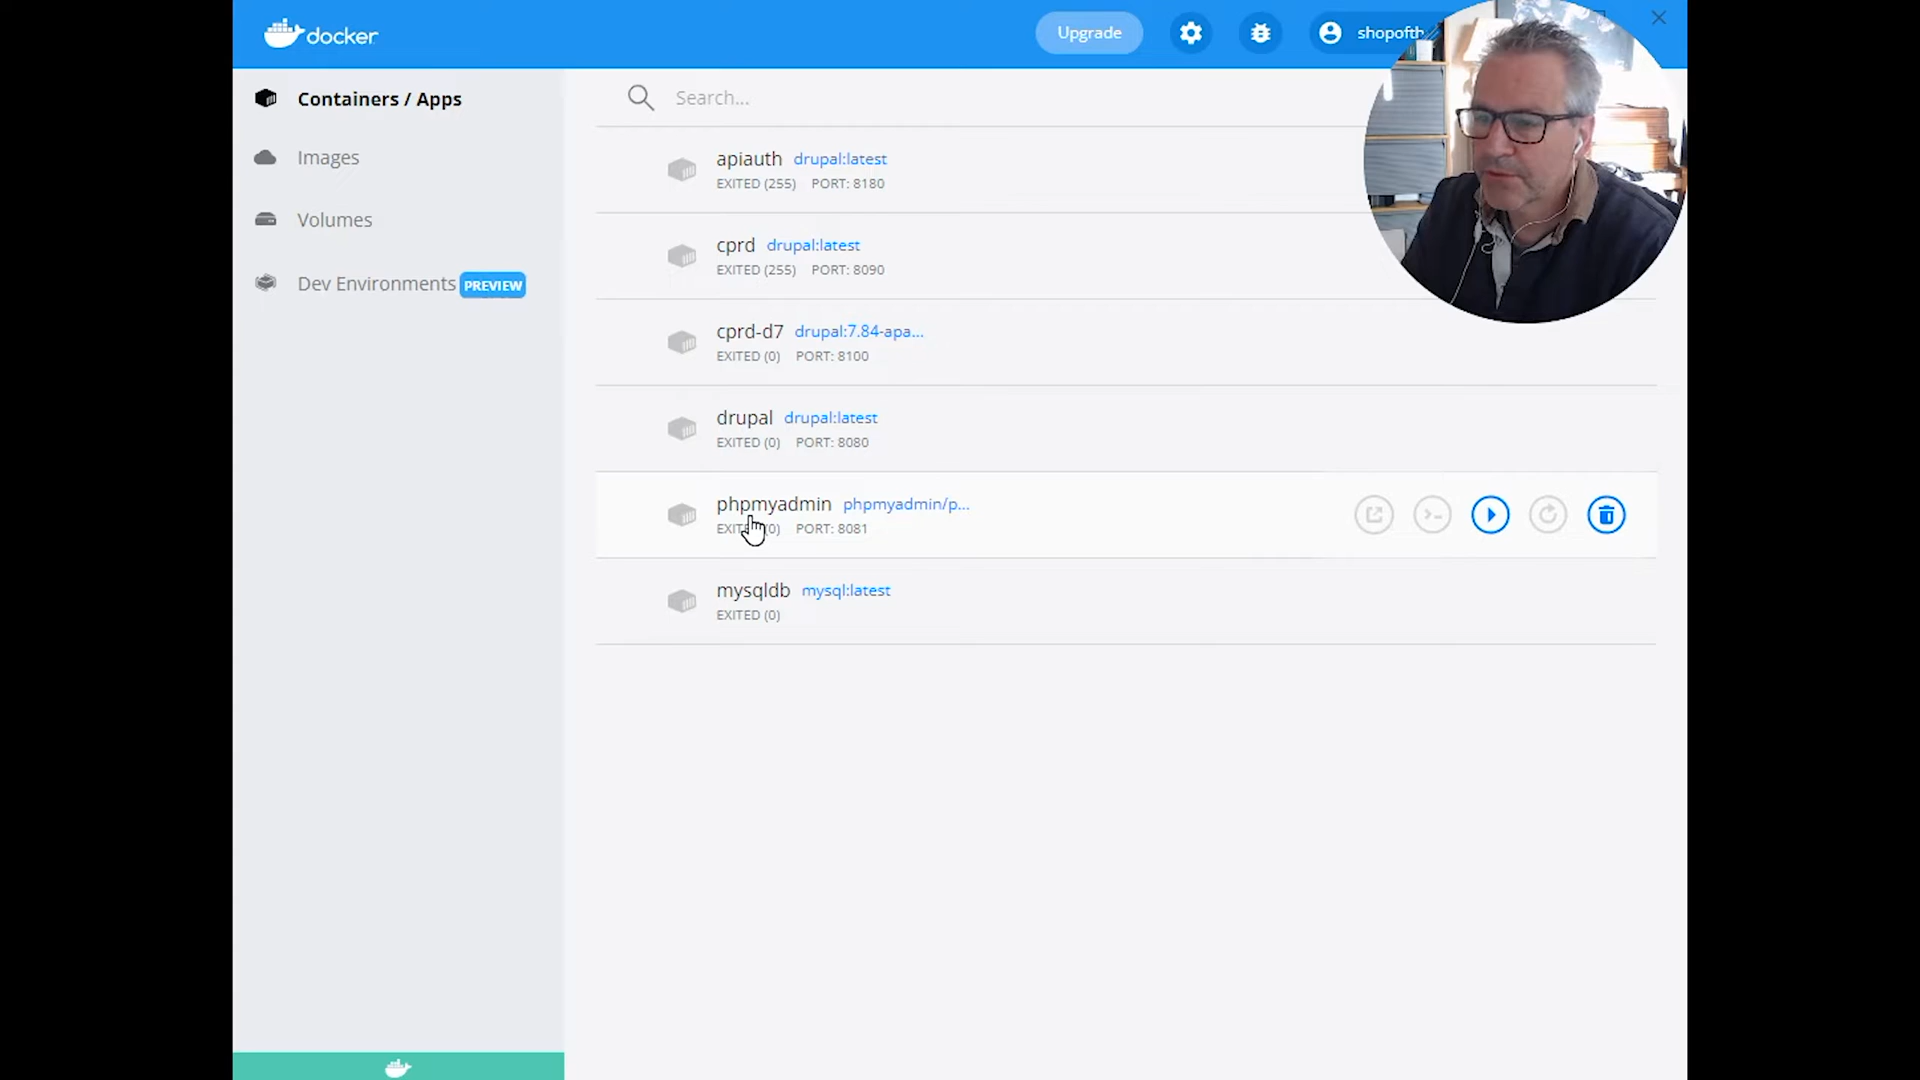 docker
Upgrade
shopofth
Containers / Apps
Images
Volumes
Dev Environments PREVIEW
Search...
apiauth drupal:latest
EXITED (255) PORT: 8180
cprd drupal:latest
EXITED (255) PORT: 8090
cprd-d7 drupal:7.84-apa...
EXITED (0) PORT: 8100
drupal drupal:latest
EXITED (0) PORT: 8080
phpmyadmin phpmyadmin/p...
EXITED (0) PORT: 8081
mysqldb mysql:latest
EXITED (0)